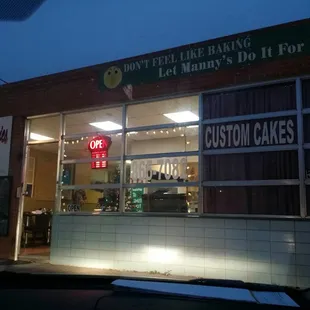 DON'T FEEL LIKE BAKING
Let Manny's Do It For
OPE
CUSTOM CAKES